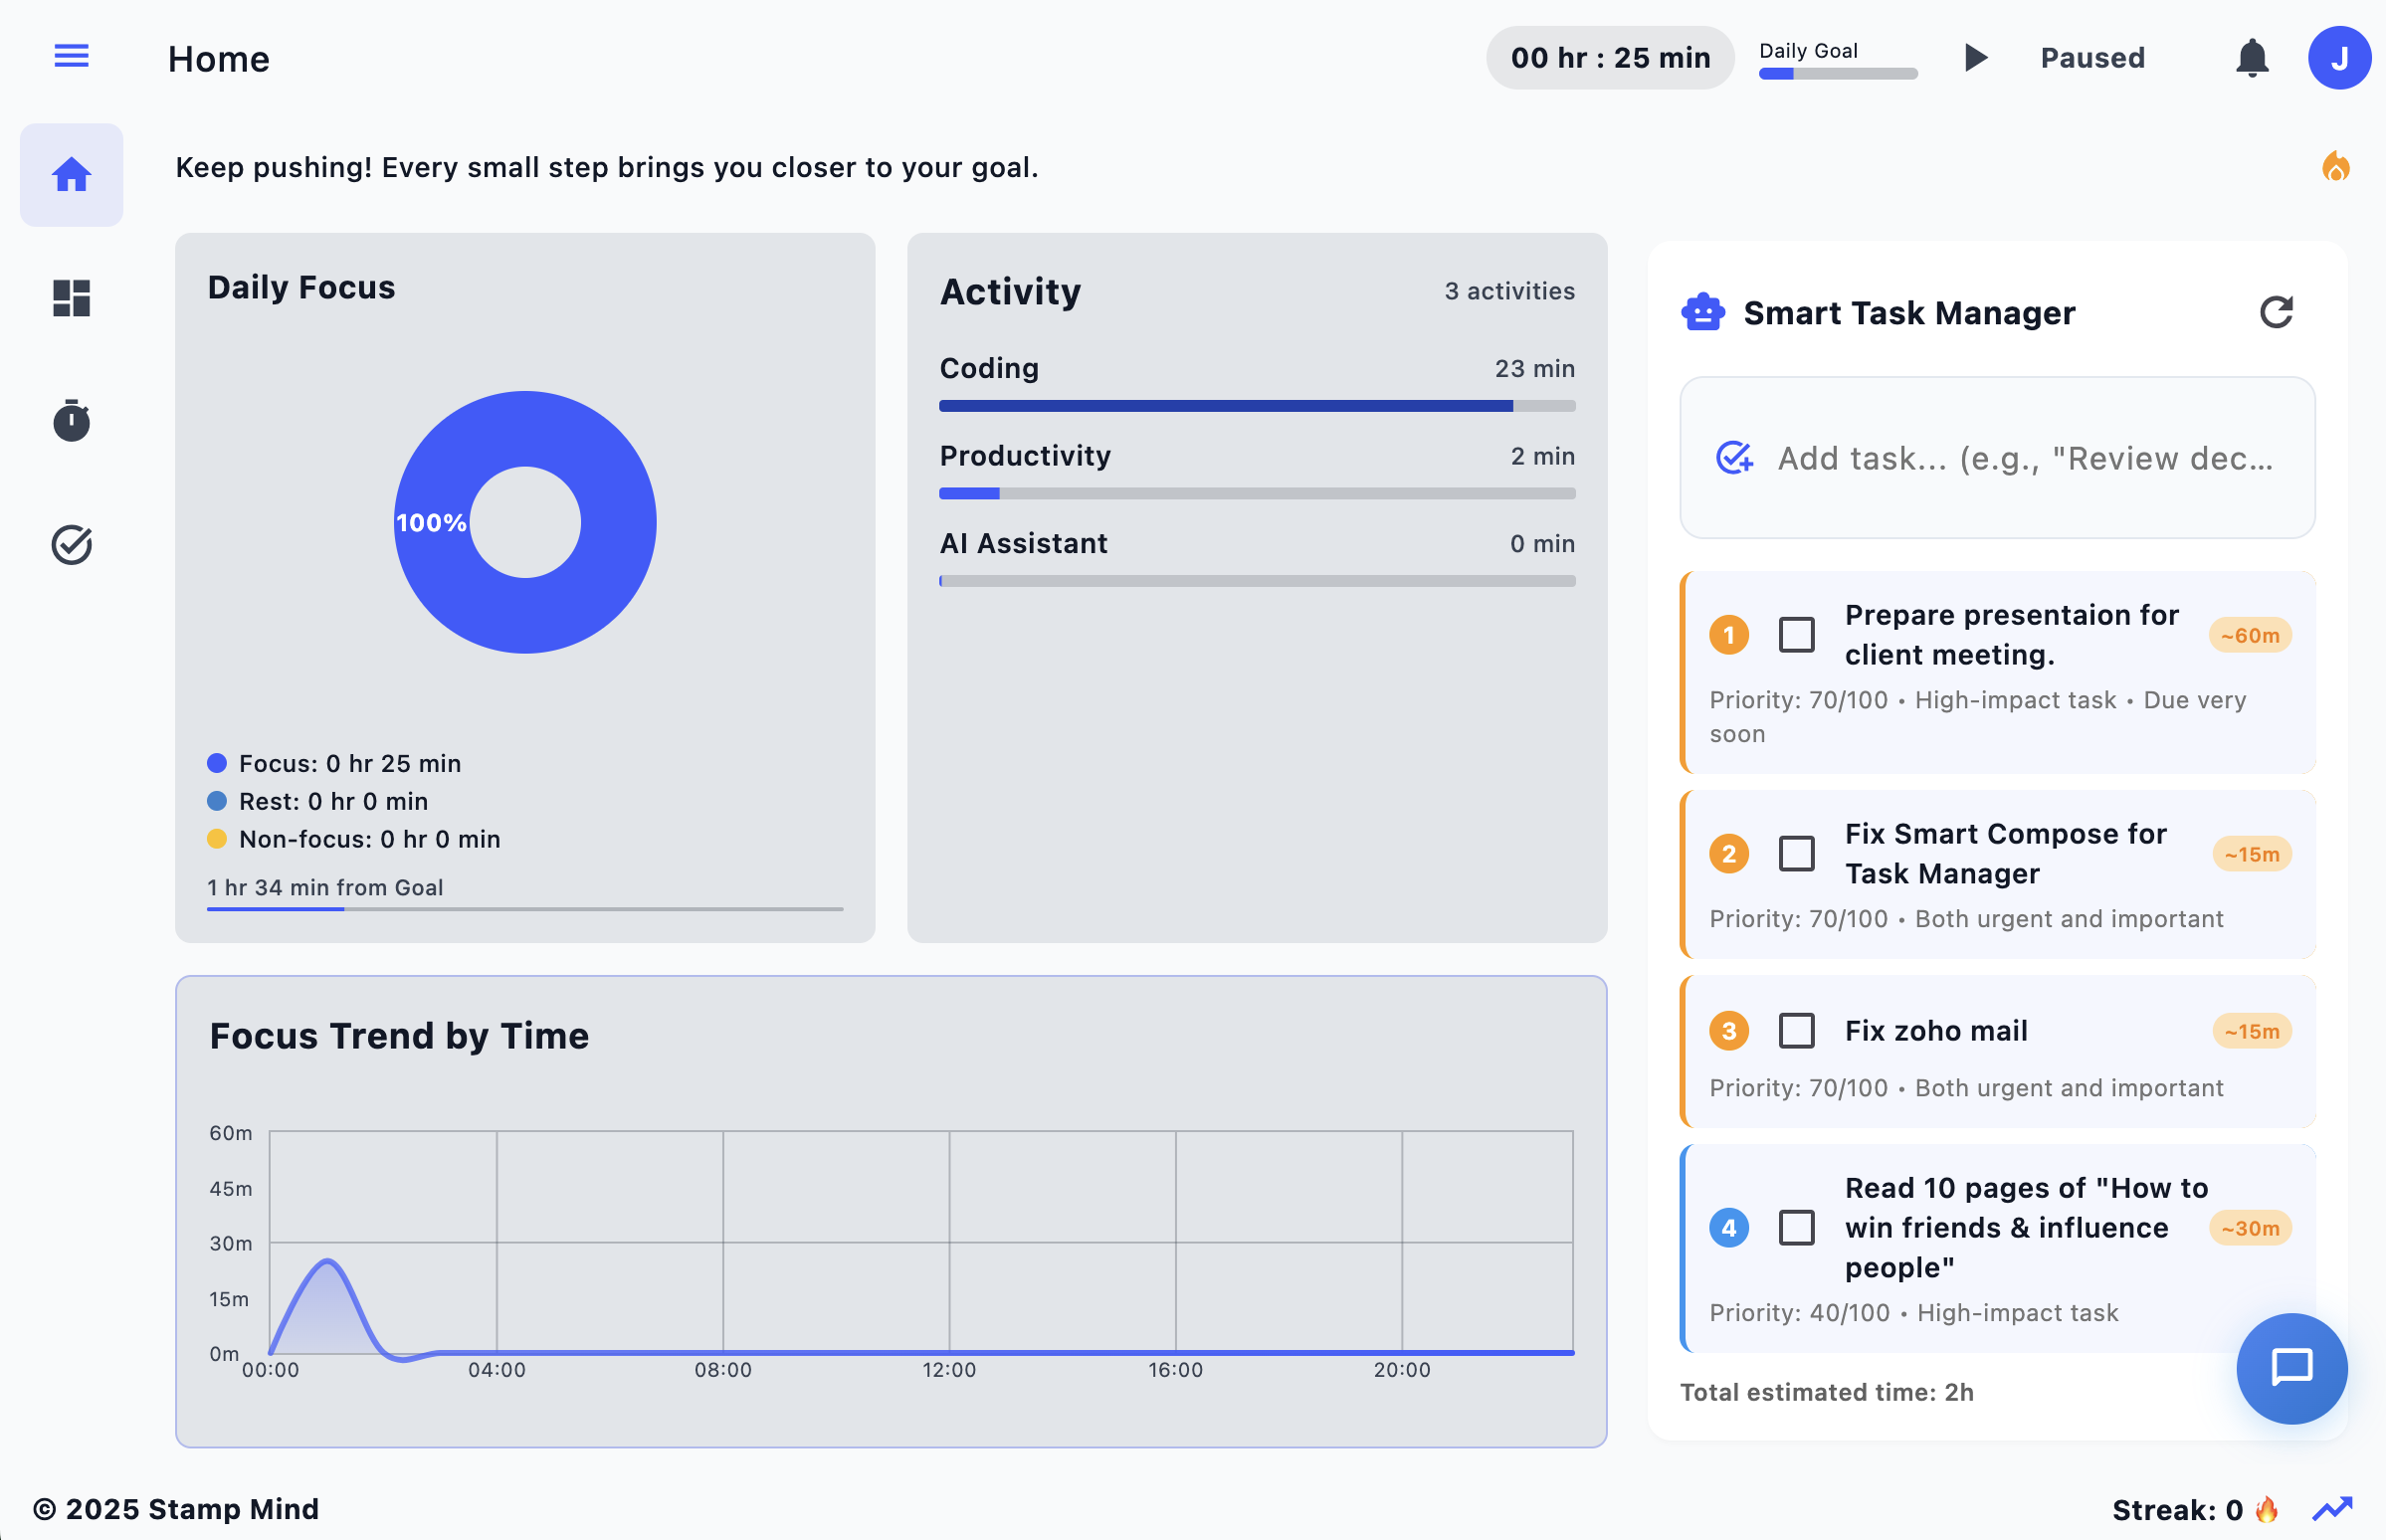 Home
00 hr : 25 min
Daily Goal
Paused
J
Keep pushing! Every small step brings you closer to your goal.
Daily Focus
100%
Focus: 0 hr 25 min
Rest: 0 hr 0 min
Non-focus: 0 hr 0 min
1 hr 34 min from Goal
Activity
3 activities
Coding
23 min
Productivity
2 min
AI Assistant
0 min
Focus Trend by Time
60m
45m
30m
15m
0m
00:00
04:00
08:00
12:00
16:00
20:00
Smart Task Manager
Add task... (e.g., "Review dec...
1
Prepare presentaion for
client meeting.
~60m
Priority: 70/100 • High-impact task • Due very
soon
2
Fix Smart Compose for
Task Manager
~15m
Priority: 70/100 • Both urgent and important
3
Fix zoho mail
~15m
Priority: 70/100 • Both urgent and important
4
Read 10 pages of "How to
win friends & influence
people"
~30m
Priority: 40/100 • High-impact task
Total estimated time: 2h
© 2025 Stamp Mind
Streak: 0 🔥